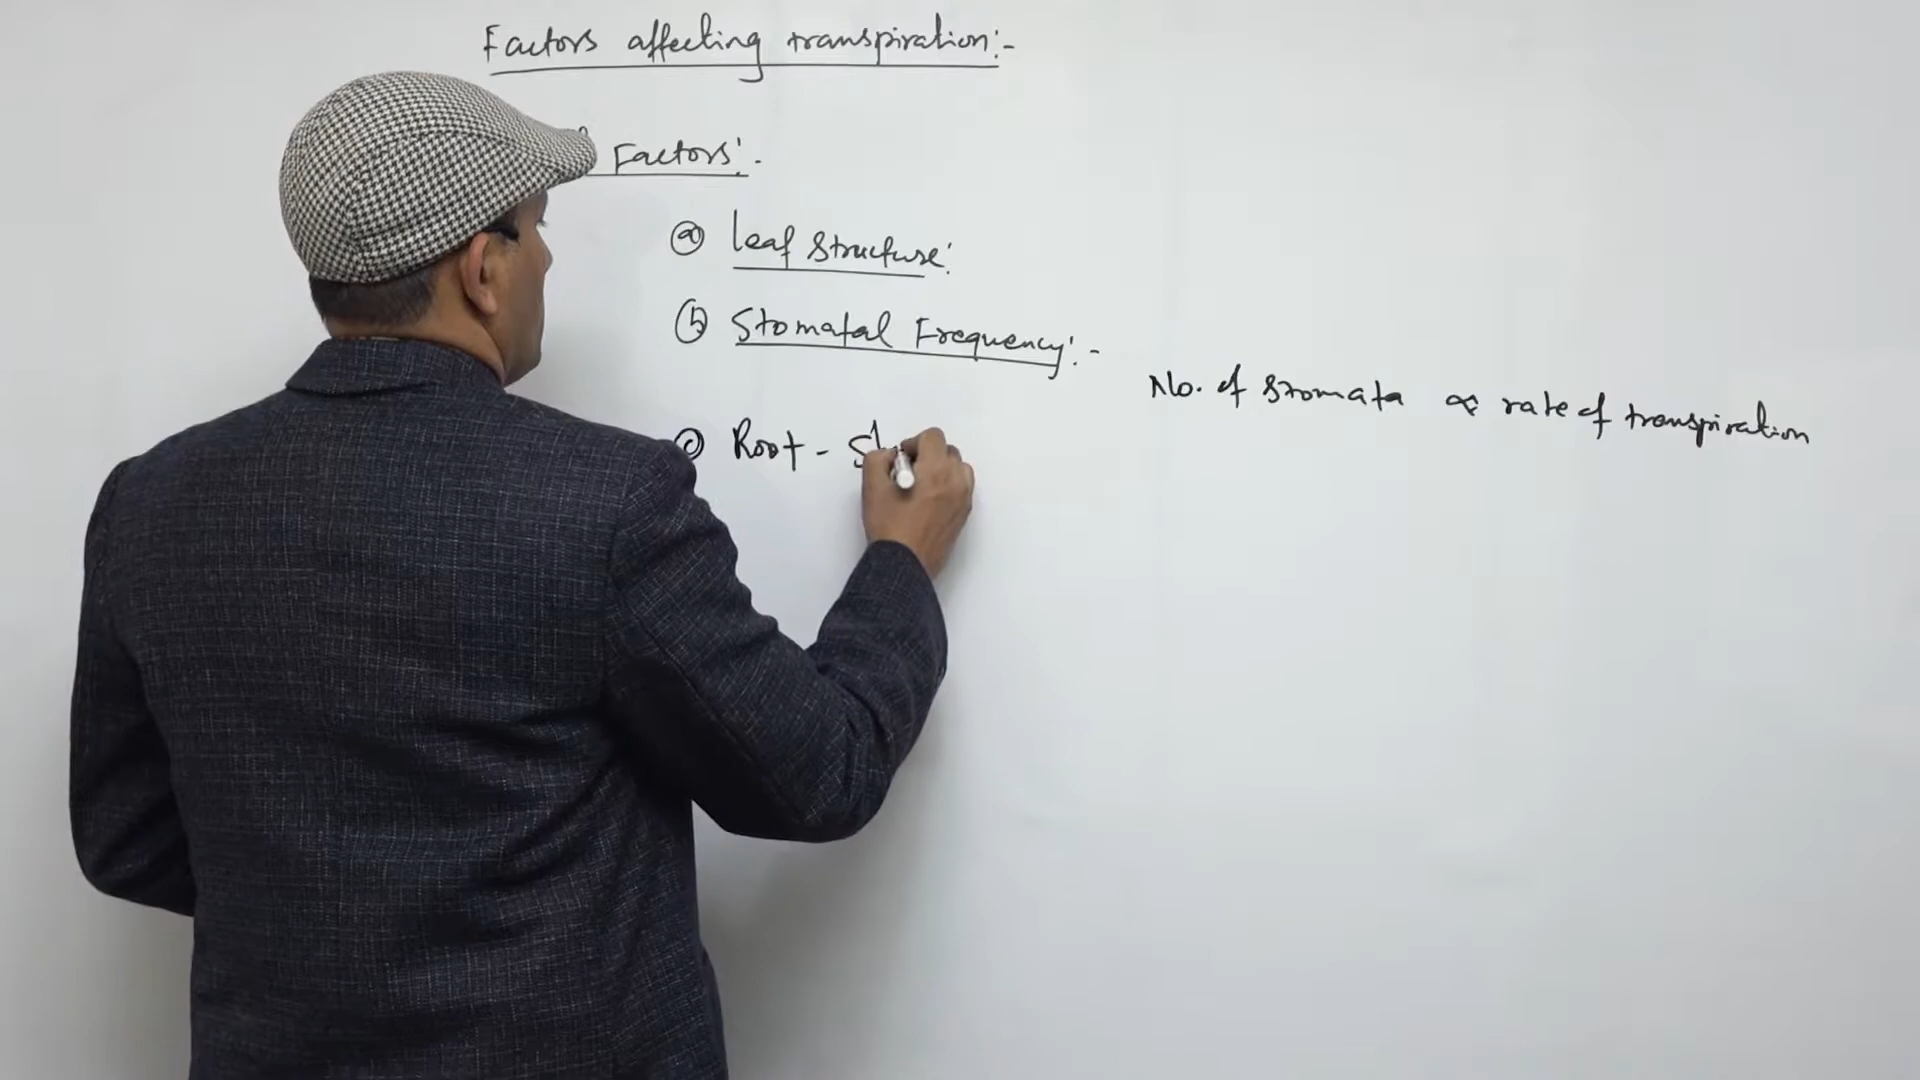 Factors affecting transpiration:-
Factors:-
(a) Leaf Structure:
(b) Stomatal Frequency:-
No. of stomata ∝ rate of transpiration
(c) Root -